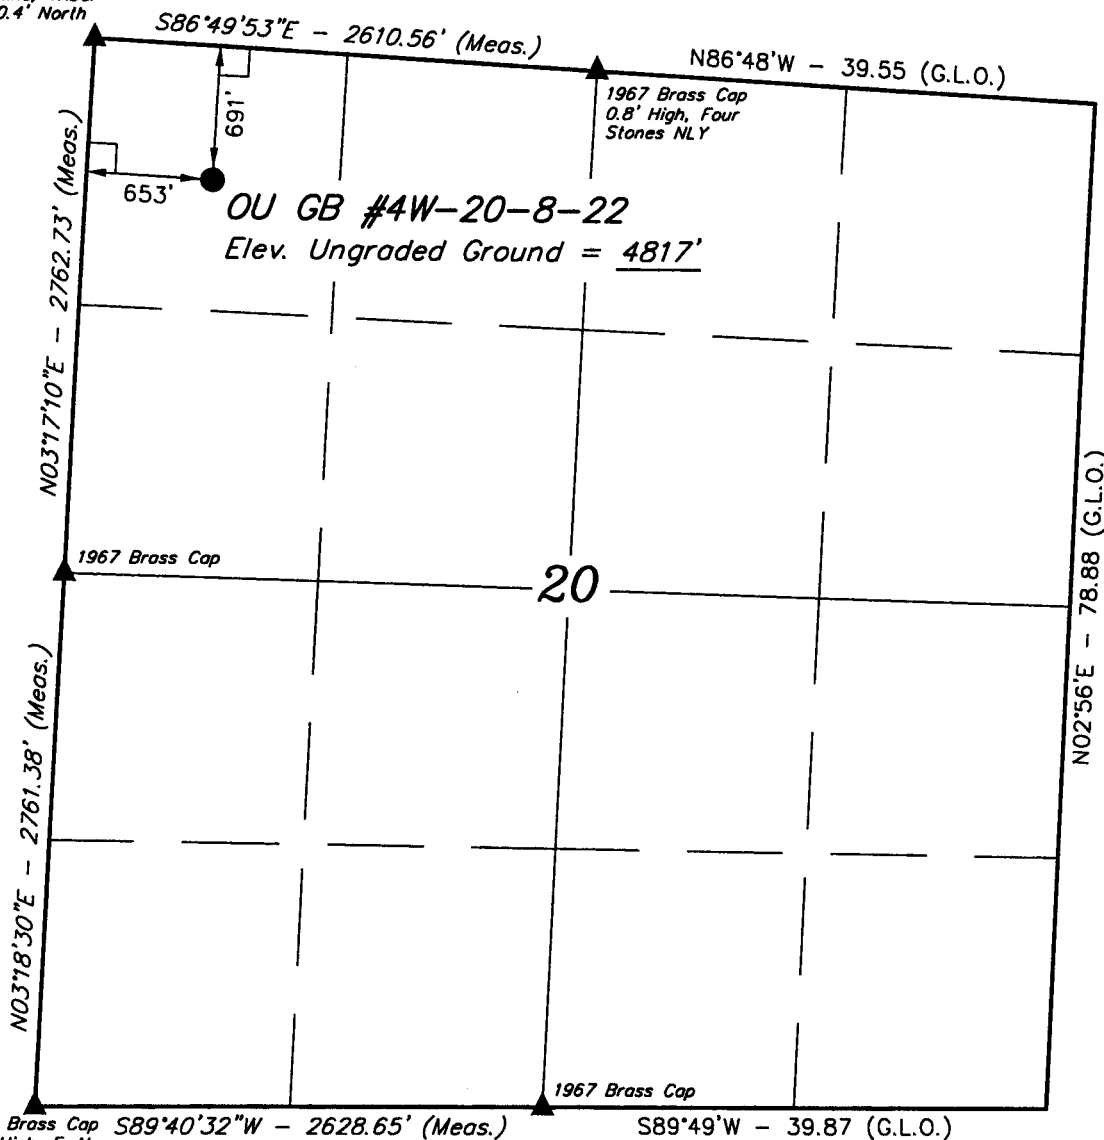 0.4' North
S86°49'53"E - 2610.56' (Meas.)
N86°48'W - 39.55 (G.L.O.)
1967 Brass Cap
0.8' High, Four
Stones NLY
691'
653'
OU GB #4W-20-8-22
Elev. Ungraded Ground = 4817'
N03°17'10"E - 2762.73' (Meas.)
1967 Brass Cap
20
N02°56'E - 78.88 (G.L.O.)
N03°18'30"E - 2761.38' (Meas.)
1967 Brass Cap
Brass Cap
S89°40'32"W - 2628.65' (Meas.)
S89°49'W - 39.87 (G.L.O.)